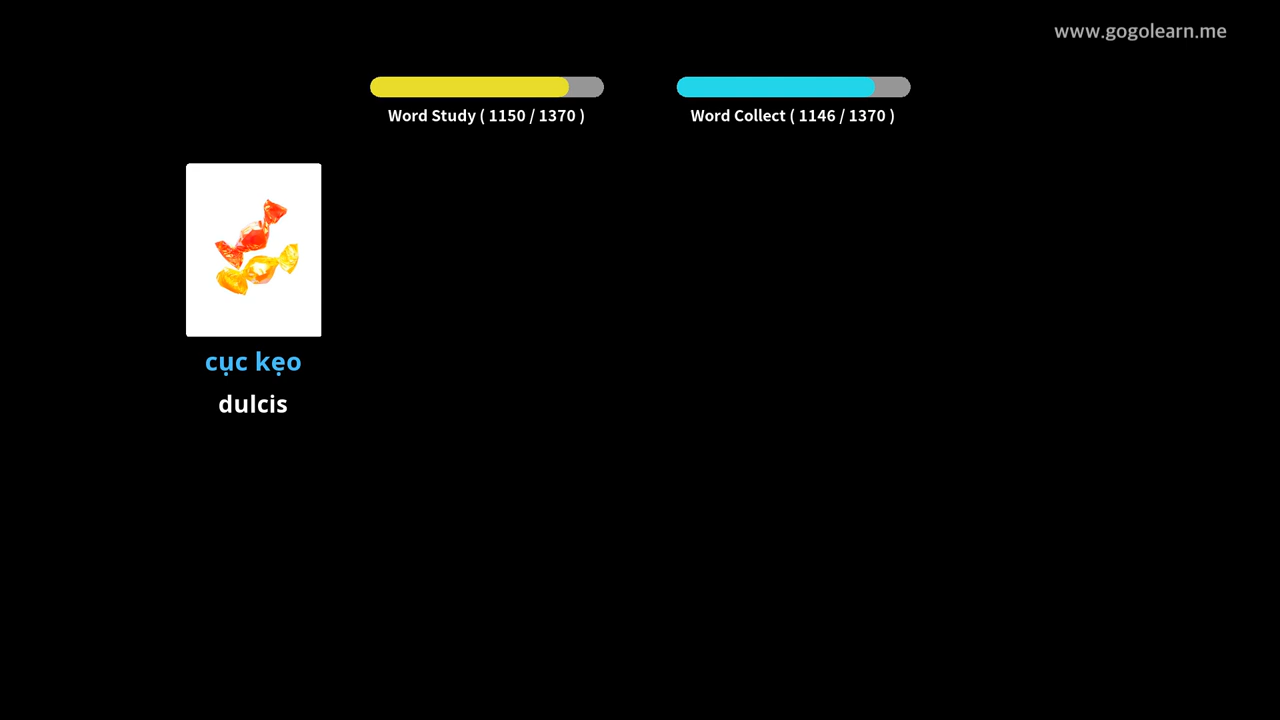 www.gogolearn.me
Word Study ( 1150 / 1370 )
Word Collect ( 1146 / 1370 )
cục kẹo
dulcis